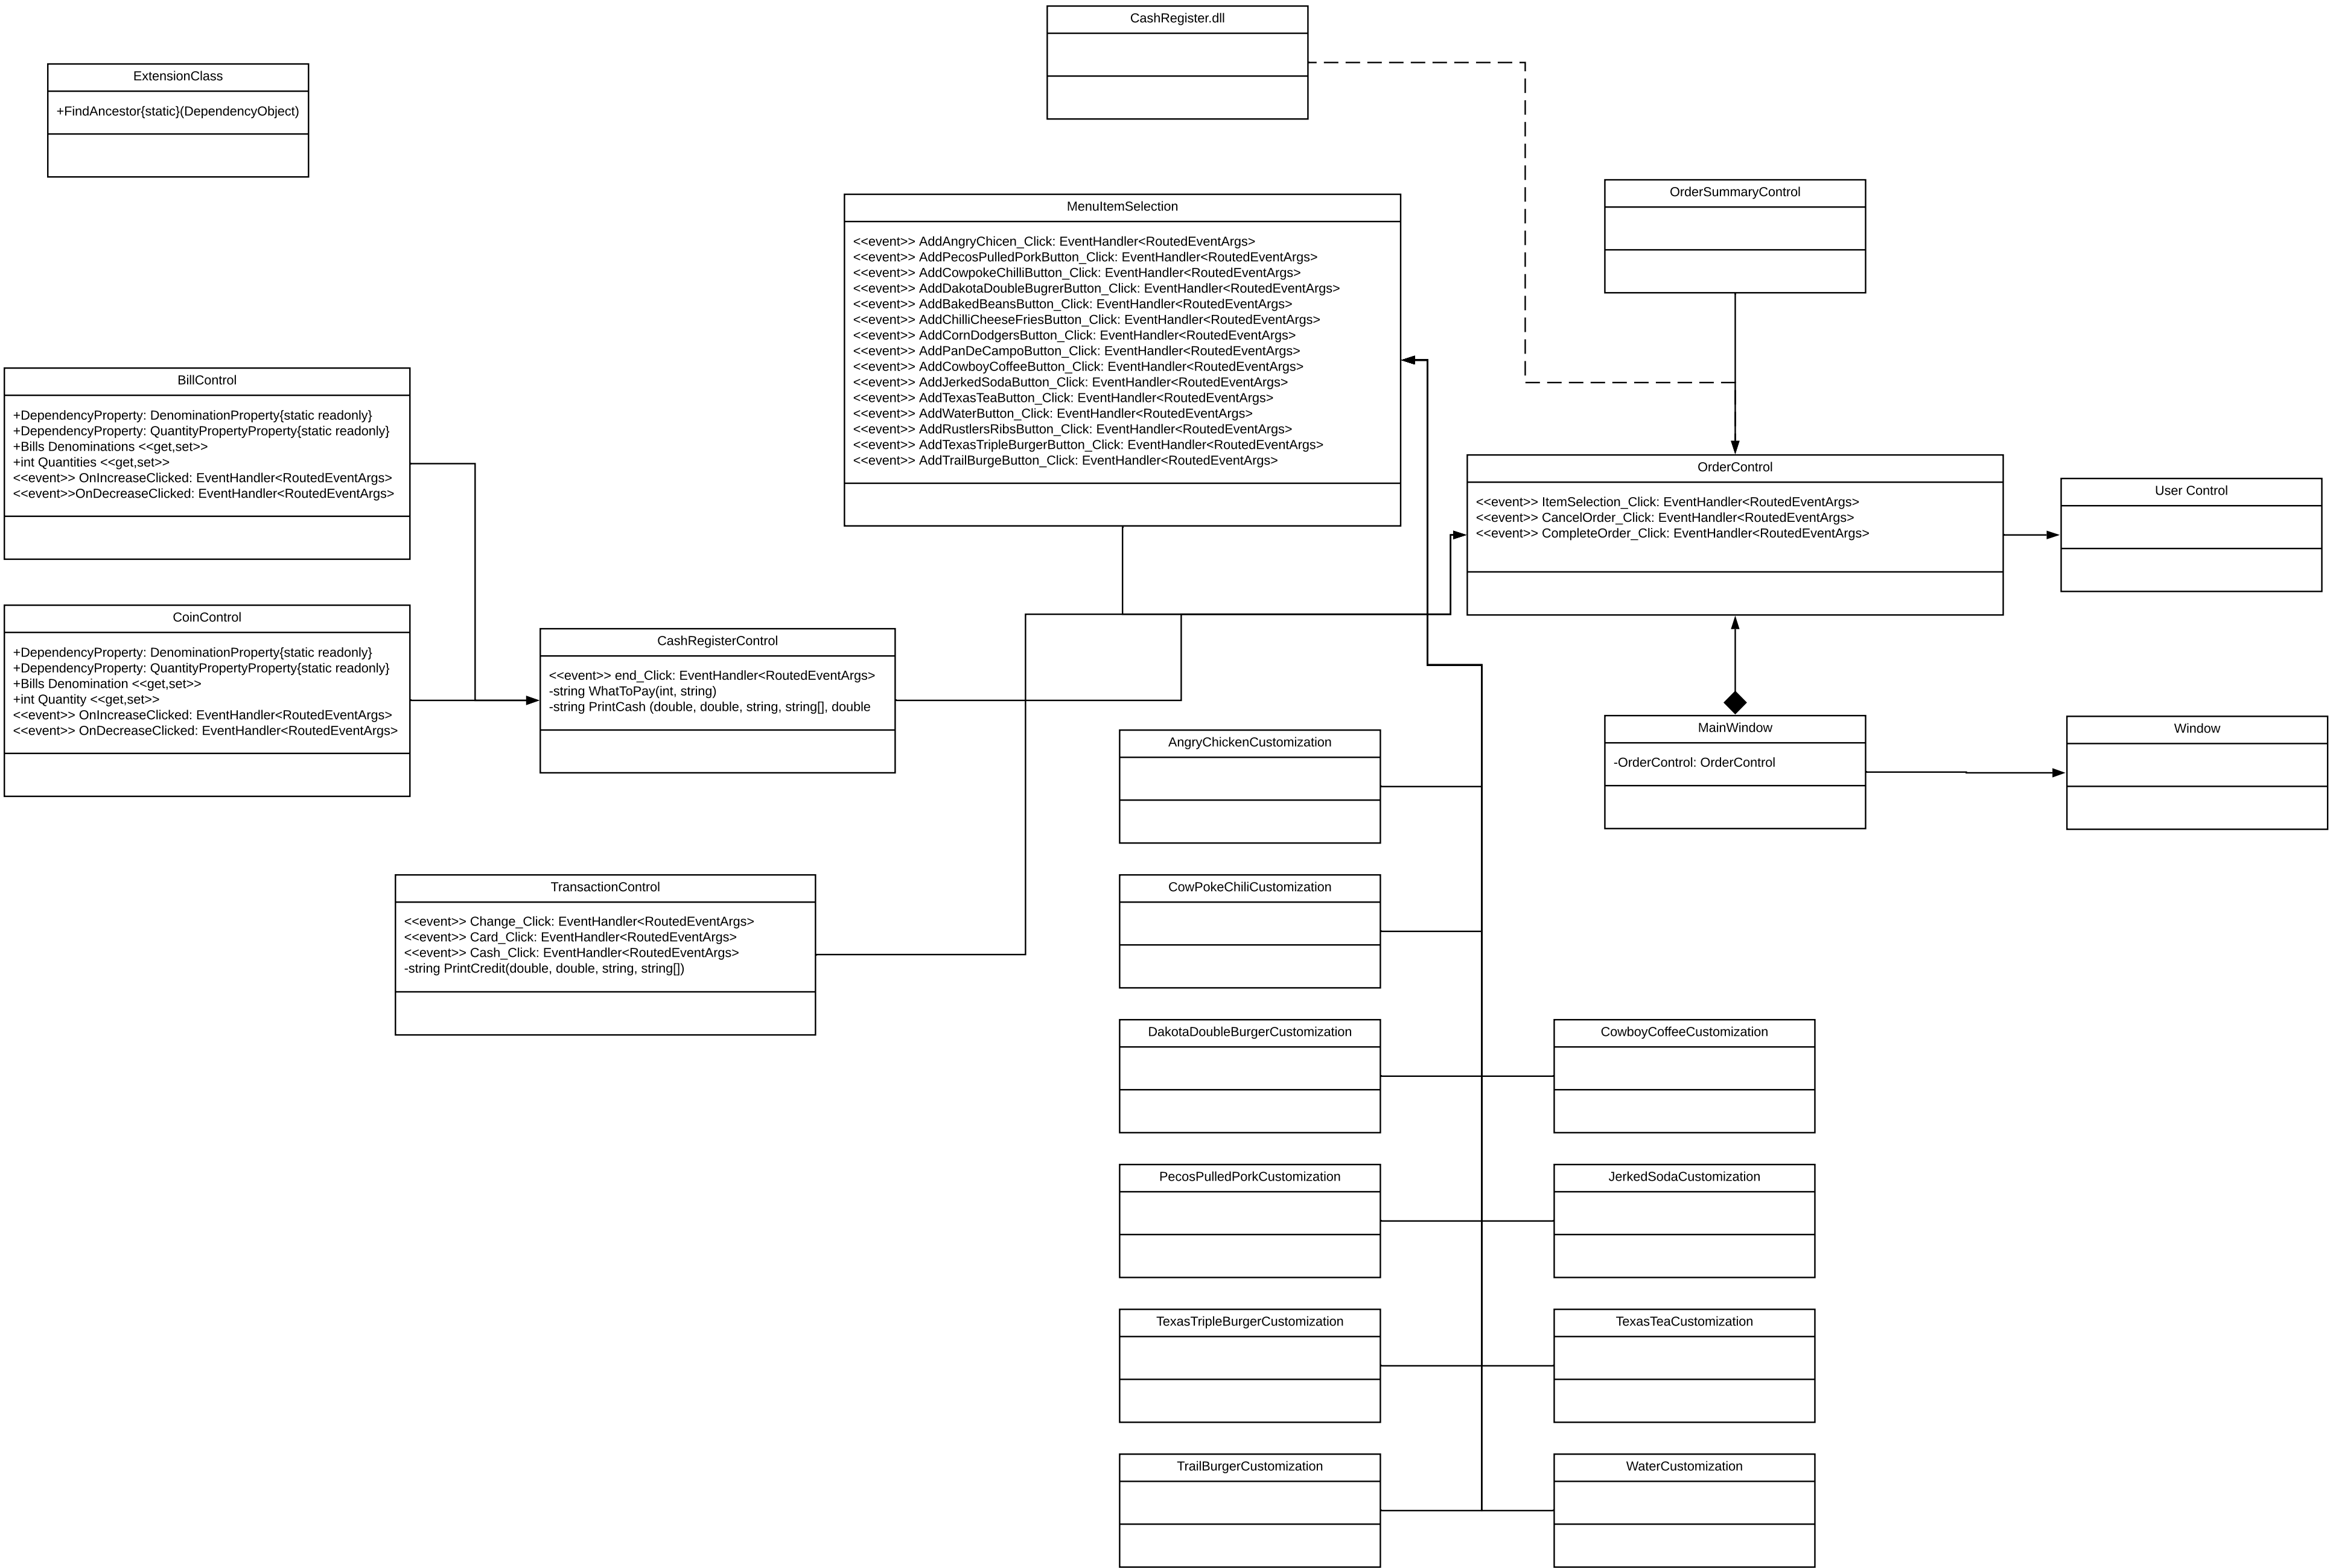 CashRegister.dll
ExtensionClass
+FindAncestor{static}(DependencyObject)
MenuItemSelection
<<event>> AddAngryChicen_Click: EventHandler<RoutedEventArgs>
<<event>> AddPecosPulledPorkButton_Click: EventHandler<RoutedEventArgs>
<<event>> AddCowpokeChilliButton_Click: EventHandler<RoutedEventArgs>
<<event>> AddDakotaDoubleBugrerButton_Click: EventHandler<RoutedEventArgs>
<<event>> AddBakedBeansButton_Click: EventHandler<RoutedEventArgs>
<<event>> AddChilliCheeseFriesButton_Click: EventHandler<RoutedEventArgs>
<<event>> AddCornDodgersButton_Click: EventHandler<RoutedEventArgs>
<<event>> AddPanDeCampoButton_Click: EventHandler<RoutedEventArgs>
<<event>> AddCowboyCoffeeButton_Click: EventHandler<RoutedEventArgs>
<<event>> AddJerkedSodaButton_Click: EventHandler<RoutedEventArgs>
<<event>> AddTexasTeaButton_Click: EventHandler<RoutedEventArgs>
<<event>> AddWaterButton_Click: EventHandler<RoutedEventArgs>
<<event>> AddRustlersRibsButton_Click: EventHandler<RoutedEventArgs>
<<event>> AddTexasTripleBurgerButton_Click: EventHandler<RoutedEventArgs>
<<event>> AddTrailBurgeButton_Click: EventHandler<RoutedEventArgs>
OrderSummaryControl
BillControl
+DependencyProperty: DenominationProperty{static readonly}
+DependencyProperty: QuantityPropertyProperty{static readonly}
+Bills Denominations <<get,set>>
+int Quantities <<get,set>>
<<event>> OnIncreaseClicked: EventHandler<RoutedEventArgs>
<<event>>OnDecreaseClicked: EventHandler<RoutedEventArgs>
OrderControl
<<event>> ItemSelection_Click: EventHandler<RoutedEventArgs>
<<event>> CancelOrder_Click: EventHandler<RoutedEventArgs>
<<event>> CompleteOrder_Click: EventHandler<RoutedEventArgs>
User Control
CoinControl
+DependencyProperty: DenominationProperty{static readonly}
+DependencyProperty: QuantityPropertyProperty{static readonly}
+Bills Denomination <<get,set>>
+int Quantity <<get,set>>
<<event>> OnIncreaseClicked: EventHandler<RoutedEventArgs>
<<event>> OnDecreaseClicked: EventHandler<RoutedEventArgs>
CashRegisterControl
<<event>> end_Click: EventHandler<RoutedEventArgs>
-string WhatToPay(int, string)
-string PrintCash (double, double, string, string[], double
MainWindow
-OrderControl: OrderControl
Window
AngryChickenCustomization
TransactionControl
<<event>> Change_Click: EventHandler<RoutedEventArgs>
<<event>> Card_Click: EventHandler<RoutedEventArgs>
<<event>> Cash_Click: EventHandler<RoutedEventArgs>
-string PrintCredit(double, double, string, string[])
CowPokeChiliCustomization
DakotaDoubleBurgerCustomization
CowboyCoffeeCustomization
PecosPulledPorkCustomization
JerkedSodaCustomization
TexasTripleBurgerCustomization
TexasTeaCustomization
TrailBurgerCustomization
WaterCustomization